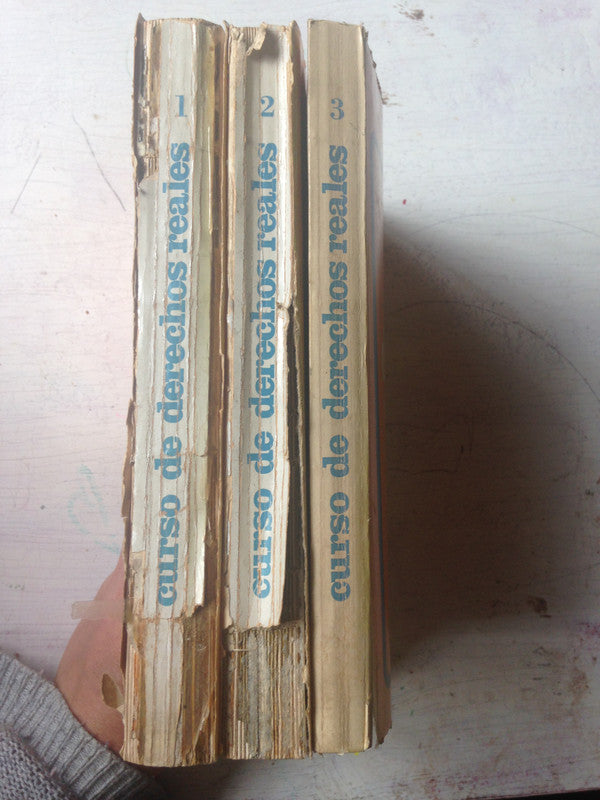 curso de derechos reales 1
curso de derechos reales 2
curso de derechos reales 3